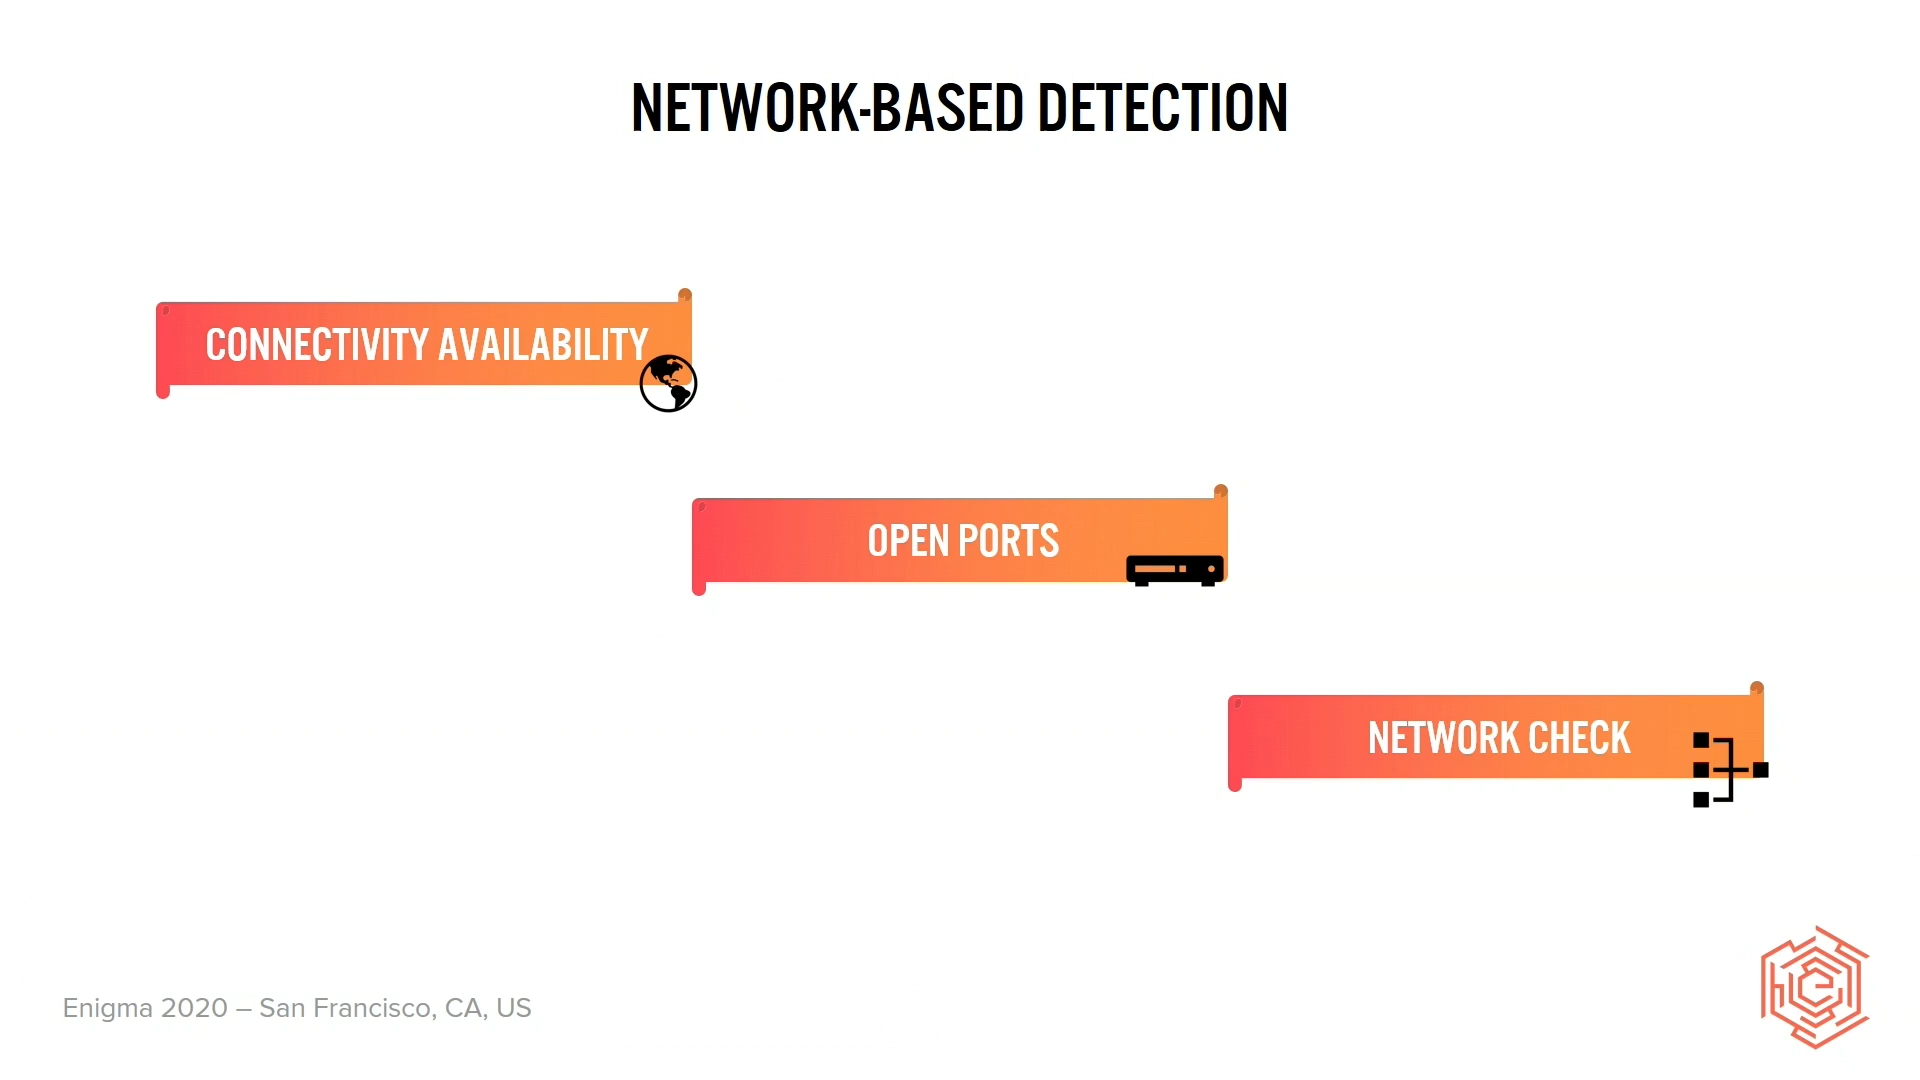 NETWORK-BASED DETECTION
CONNECTIVITY AVAILABILITY
OPEN PORTS
NETWORK CHECK
Enigma 2020 – San Francisco, CA, US